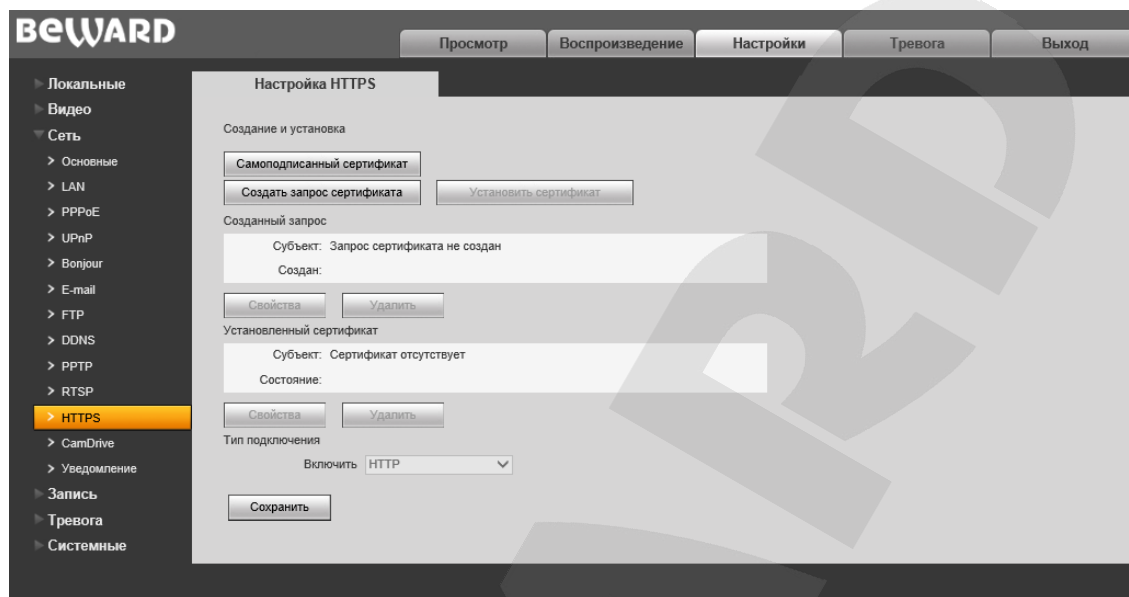 BEWARD
Просмотр Воспроизведение Настройки Тревога Выход
Локальные
Видео
Сеть
Основные
LAN
PPPoE
UPnP
Bonjour
E-mail
FTP
DDNS
PPTP
RTSP
HTTPS
CamDrive
Уведомление
Запись
Тревога
Системные
Настройка HTTPS
Создание и установка
Самоподписанный сертификат
Создать запрос сертификата Установить сертификат
Созданный запрос
Субъект: Запрос сертификата не создан
Создан:
Свойства Удалить
Установленный сертификат
Субъект: Сертификат отсутствует
Состояние:
Свойства Удалить
Тип подключения
Включить HTTP
Сохранить